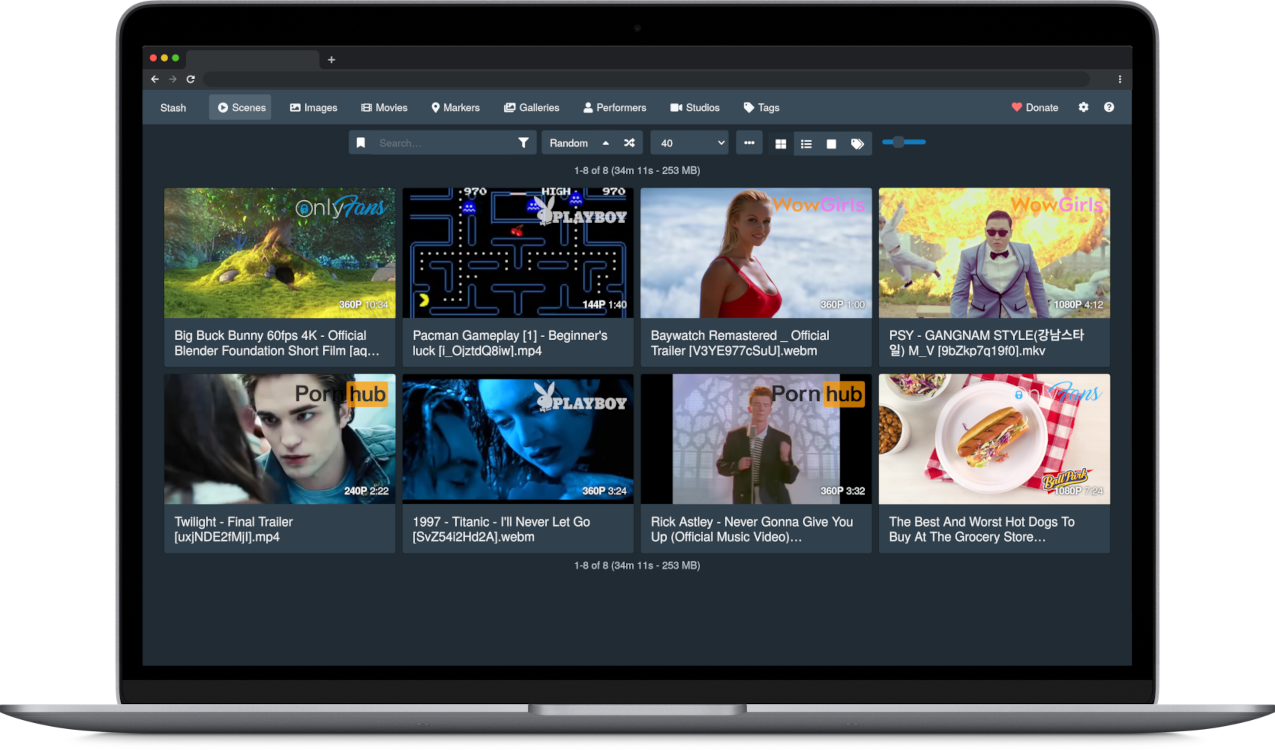 Stash
Scenes
Images
Movies
Markers
Galleries
Performers
Studios
Tags
Donate
Search...
Random
40
1-8 of 8 (34m 11s - 253 MB)
OnlyFans
360P 10:34
Big Buck Bunny 60fps 4K - Official
Blender Foundation Short Film [aq...
970
HIGH
970
PLAYBOY
144P 1:40
Pacman Gameplay [1] - Beginner's
luck [i_OjztdQ8iw].mp4
WowGirls
360P 1:00
Baywatch Remastered _ Official
Trailer [V3YE977cSuU].webm
WowGirls
1080P 4:12
PSY - GANGNAM STYLE(강남스타
일) M_V [9bZkp7q19f0].mkv
Porn hub
240P 2:22
Twilight - Final Trailer
[uxjNDE2fMjI].mp4
PLAYBOY
360P 3:24
1997 - Titanic - I'll Never Let Go
[SvZ54i2Hd2A].webm
Porn hub
360P 3:32
Rick Astley - Never Gonna Give You
Up (Official Music Video)...
OnlyFans
Ball Park
1080P 7:24
The Best And Worst Hot Dogs To
Buy At The Grocery Store...
1-8 of 8 (34m 11s - 253 MB)